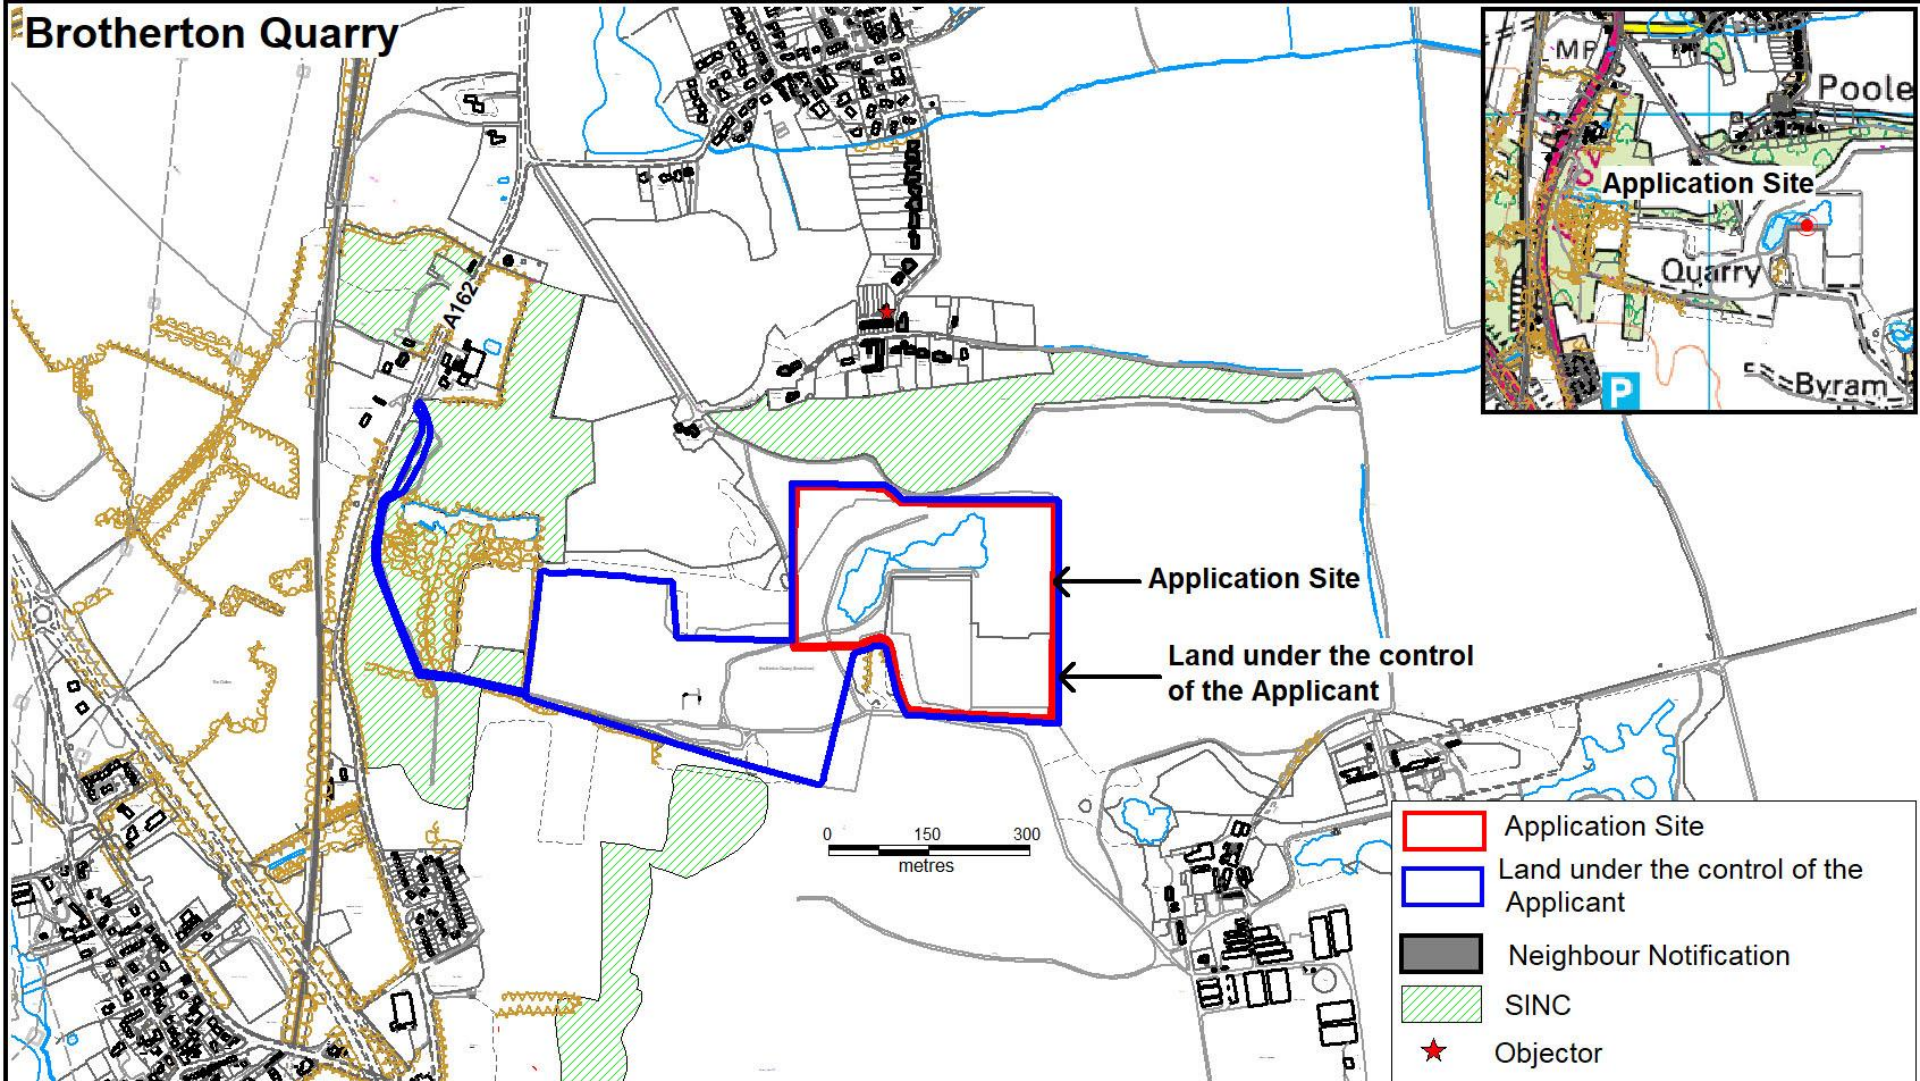 Brotherton Quarry
MP
Poole
Application Site
Quarry
Byram
P
A162
Application Site
Land under the control
of the Applicant
0 150 300
metres
Application Site
Land under the control of the
Applicant
Neighbour Notification
SINC
Objector